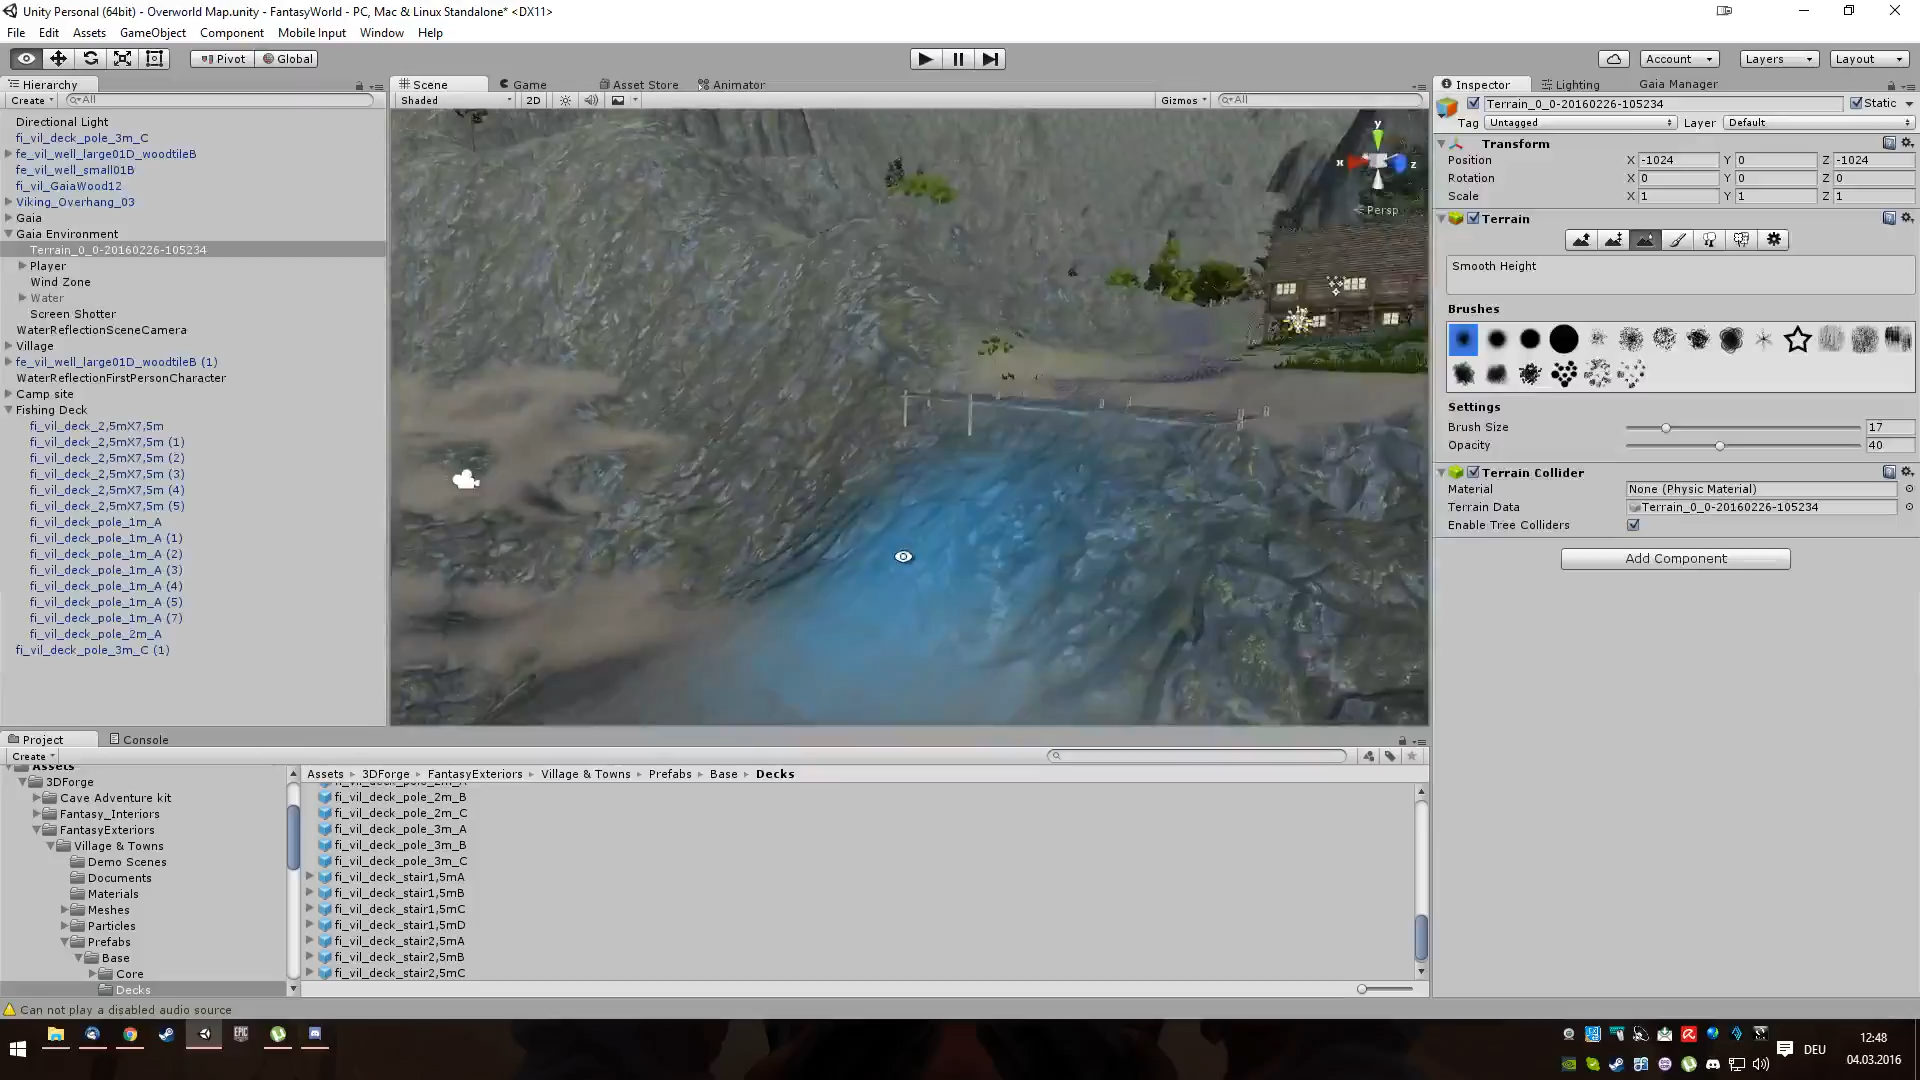 Unity Personal (64bit) - Overworld Map.unity - FantasyWorld - PC, Mac & Linux Standalone* <DX11>
File Edit Assets GameObject Component Mobile Input Window Help
Pivot Global Account Layers Layout
Hierarchy
Create All
Directional Light
fi_vil_deck_pole_3m_C
fe_vil_well_large01D_woodtileB
fe_vil_well_small01B
fi_vil_GaiaWood12
Viking_Overhang_03
Gaia
Gaia Environment
Terrain_0_0-20160226-105234
Player
Wind Zone
Water
Screen Shotter
WaterReflectionSceneCamera
Village
fe_vil_well_large01D_woodtileB (1)
WaterReflectionFirstPersonCharacter
Camp site
Fishing Deck
fi_vil_deck_2,5mX7,5m
fi_vil_deck_2,5mX7,5m (1)
fi_vil_deck_2,5mX7,5m (2)
fi_vil_deck_2,5mX7,5m (3)
fi_vil_deck_2,5mX7,5m (4)
fi_vil_deck_2,5mX7,5m (5)
fi_vil_deck_pole_1m_A
fi_vil_deck_pole_1m_A (1)
fi_vil_deck_pole_1m_A (2)
fi_vil_deck_pole_1m_A (3)
fi_vil_deck_pole_1m_A (4)
fi_vil_deck_pole_1m_A (5)
fi_vil_deck_pole_1m_A (7)
fi_vil_deck_pole_2m_A
fi_vil_deck_pole_3m_C (1)
Scene Game Asset Store Animator
Shaded 2D Gizmos All
y
x z
Persp
Inspector Lighting Gaia Manager
Terrain_0_0-20160226-105234 Static
Tag Untagged Layer Default
Transform
Position X -1024 Y 0 Z -1024
Rotation X 0 Y 0 Z 0
Scale X 1 Y 1 Z 1
Terrain
Smooth Height
Brushes
Settings
Brush Size 17
Opacity 40
Terrain Collider
Material None (Physic Material)
Terrain Data Terrain_0_0-20160226-105234
Enable Tree Colliders
Add Component
Project Console
Create
Assets
3DForge
Cave Adventure kit
Fantasy_Interiors
FantasyExteriors
Village & Towns
Demo Scenes
Documents
Materials
Meshes
Particles
Prefabs
Base
Core
Decks
Assets 3DForge FantasyExteriors Village & Towns Prefabs Base Decks
fi_vil_deck_pole_2m_A
fi_vil_deck_pole_2m_B
fi_vil_deck_pole_2m_C
fi_vil_deck_pole_3m_A
fi_vil_deck_pole_3m_B
fi_vil_deck_pole_3m_C
fi_vil_deck_stair1,5mA
fi_vil_deck_stair1,5mB
fi_vil_deck_stair1,5mC
fi_vil_deck_stair1,5mD
fi_vil_deck_stair2,5mA
fi_vil_deck_stair2,5mB
fi_vil_deck_stair2,5mC
Can not play a disabled audio source
EPIC
DEU
12:48
04.03.2016